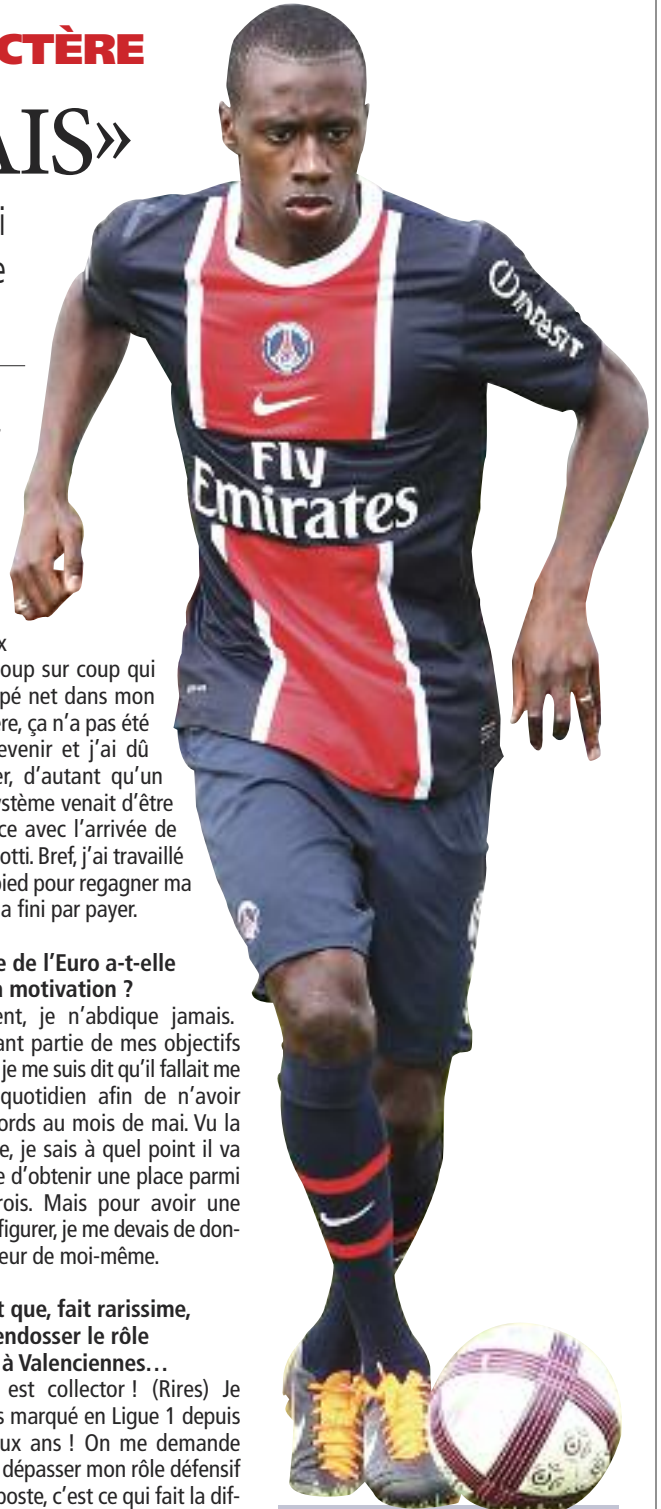 CTÈRE
AIS»
i
e
indesit
Fly
Emirates
x
oup sur coup qui
pé net dans mon
ère, ça n'a pas été
evenir et j'ai dû
er, d'autant qu'un
ystème venait d'être
ce avec l'arrivée de
otti. Bref, j'ai travaillé
pied pour regagner ma
a fini par payer.
e de l'Euro a-t-elle
motivation ?
ent, je n'abdique jamais.
ant partie de mes objectifs
je me suis dit qu'il fallait me
quotidien afin de n'avoir
ords au mois de mai. Vu la
e, je sais à quel point il va
e d'obtenir une place parmi
rois. Mais pour avoir une
figurer, je me devais de don-
eur de moi-même.
t que, fait rarissime,
endosser le rôle
à Valenciennes…
est collector ! (Rires) Je
s marqué en Ligue 1 depuis
ux ans ! On me demande
dépasser mon rôle défensif
poste, c'est ce qui fait la dif-